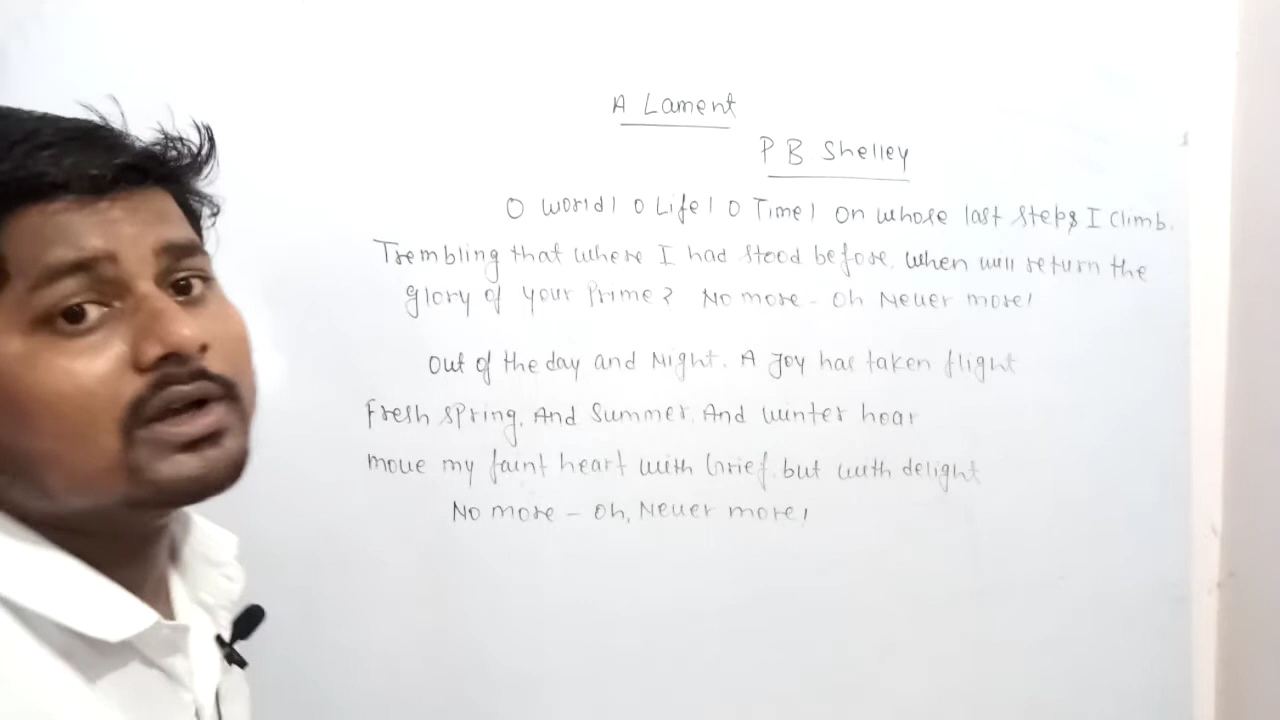 A Lament
P B Shelley
O World! O Life! O Time! On whose last steps I climb.
Trembling that where I had stood before. When will return the
glory of your Prime? No more - Oh Never more!
Out of the day and Night. A Joy has taken flight
Fresh Spring, And Summer, And winter hoar
move my faint heart with Grief. but with delight
No more - Oh, Never more!